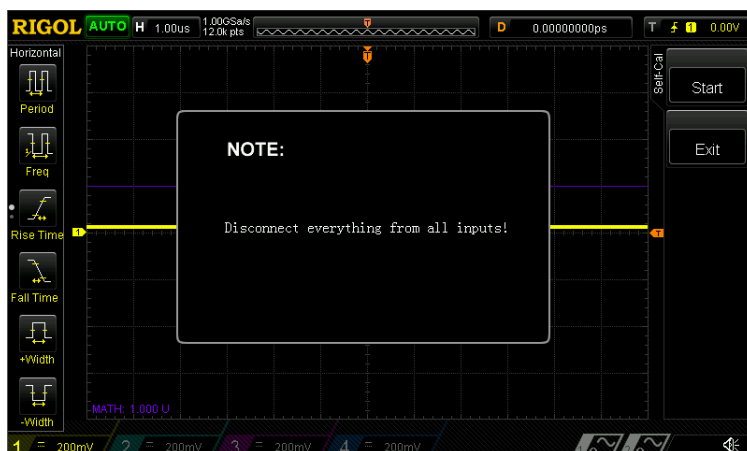 RIGOL AUTO H 1.00us 1.00GSa/s 12.0k pts D 0.00000000ps T 1 0.00V
Horizontal
Period
Freq
Rise Time
Fall Time
+Width
-Width
T
1
T
NOTE:
Disconnect everything from all inputs!
MATH: 1.000 U
Self-Cal
Start
Exit
1 = 200mV 2 = 200mV 3 = 200mV 4 = 200mV